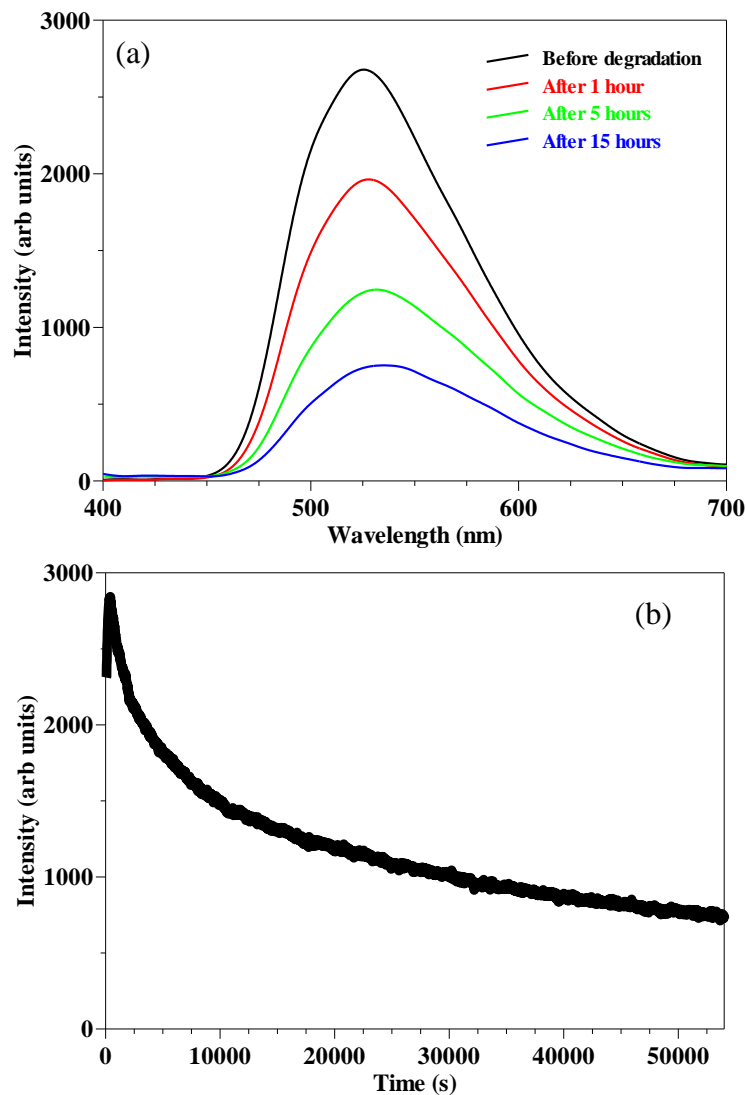 3000
(a)
Before degradation
After 1 hour
After 5 hours
After 15 hours
2000
1000
0
Intensity (arb units)
400 500 600 700
Wavelength (nm)
3000
(b)
2000
1000
0
Intensity (arb units)
0 10000 20000 30000 40000 50000
Time (s)